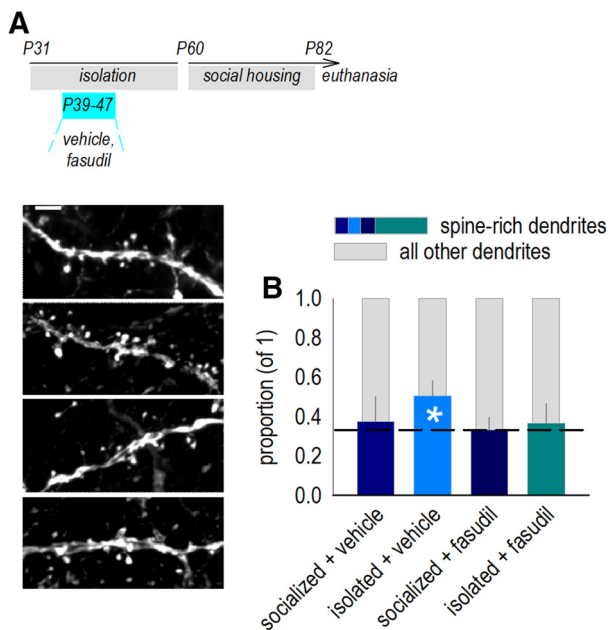 A
P31 P60 P82
isolation social housing euthanasia
P39-47
vehicle,
fasudil
spine-rich dendrites
all other dendrites
B
1.0
0.8
0.6
0.4
0.2
0.0
proportion (of 1)
*
socialized + vehicle
isolated + vehicle
socialized + fasudil
isolated + fasudil